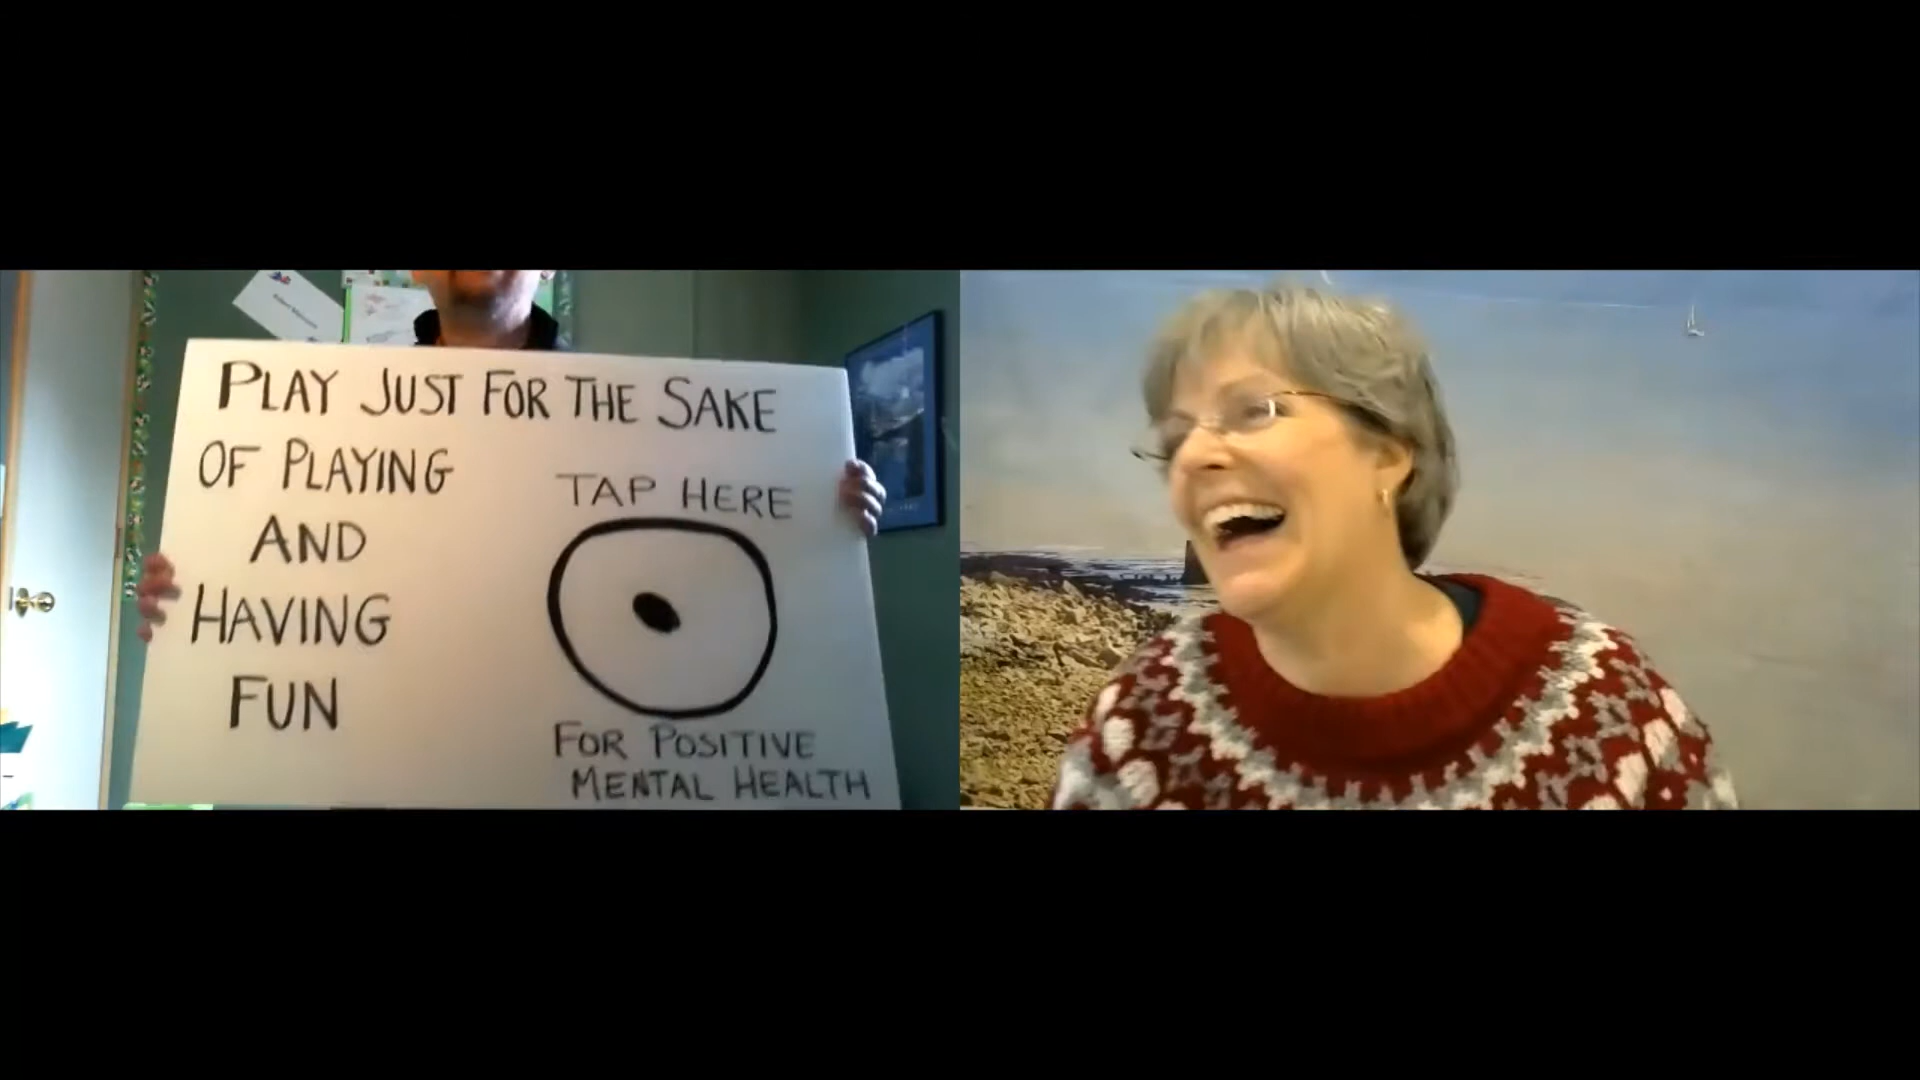 PLAY JUST FOR THE SAKE
OF PLAYING
AND
HAVING
FUN
TAP HERE
FOR POSITIVE
MENTAL HEALTH